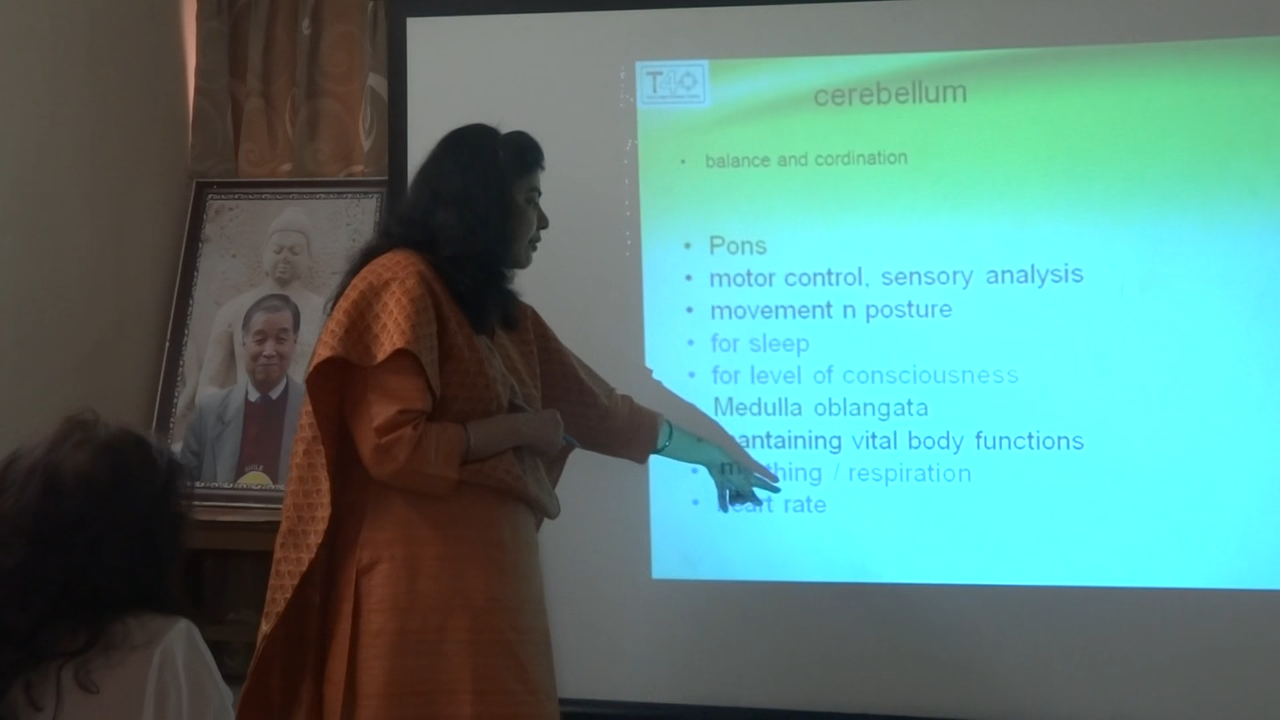 T4
cerebellum
• balance and cordination
• Pons
• motor control, sensory analysis
• movement n posture
• for sleep
• for level of consciousness
Medulla oblangata
vital body functions
• / respiration
• rate